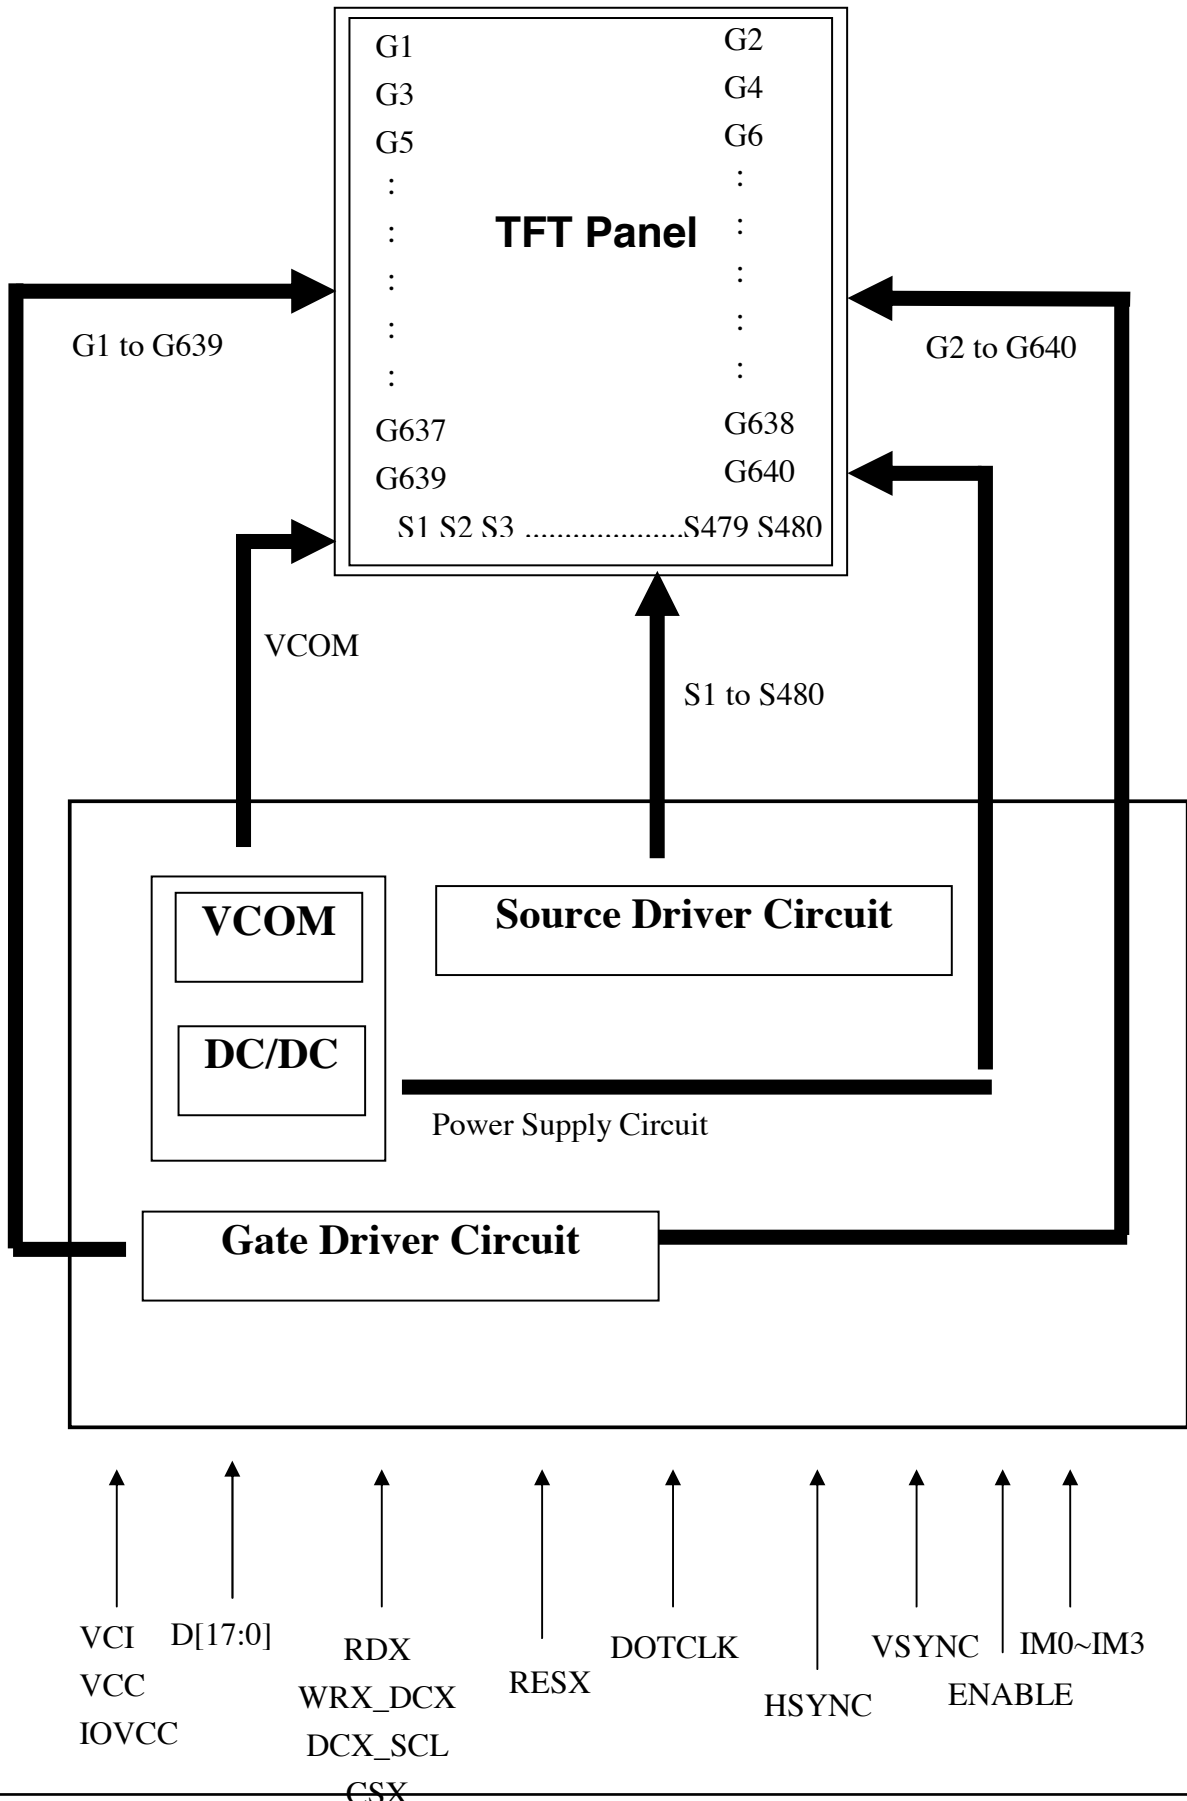 G1 G2
G3 G4
G5 G6
: :
: :
TFT Panel
: :
: :
: :
G1 to G639
G2 to G640
G637 G638
G639 G640
S1 S2 S3 ....................S479 S480
VCOM
S1 to S480
VCOM
Source Driver Circuit
DC/DC
Power Supply Circuit
Gate Driver Circuit
VCI
VCC
IOVCC
D[17:0]
RDX
WRX_DCX
DCX_SCL
CSX
RESX
DOTCLK
HSYNC
VSYNC
ENABLE
IM0~IM3